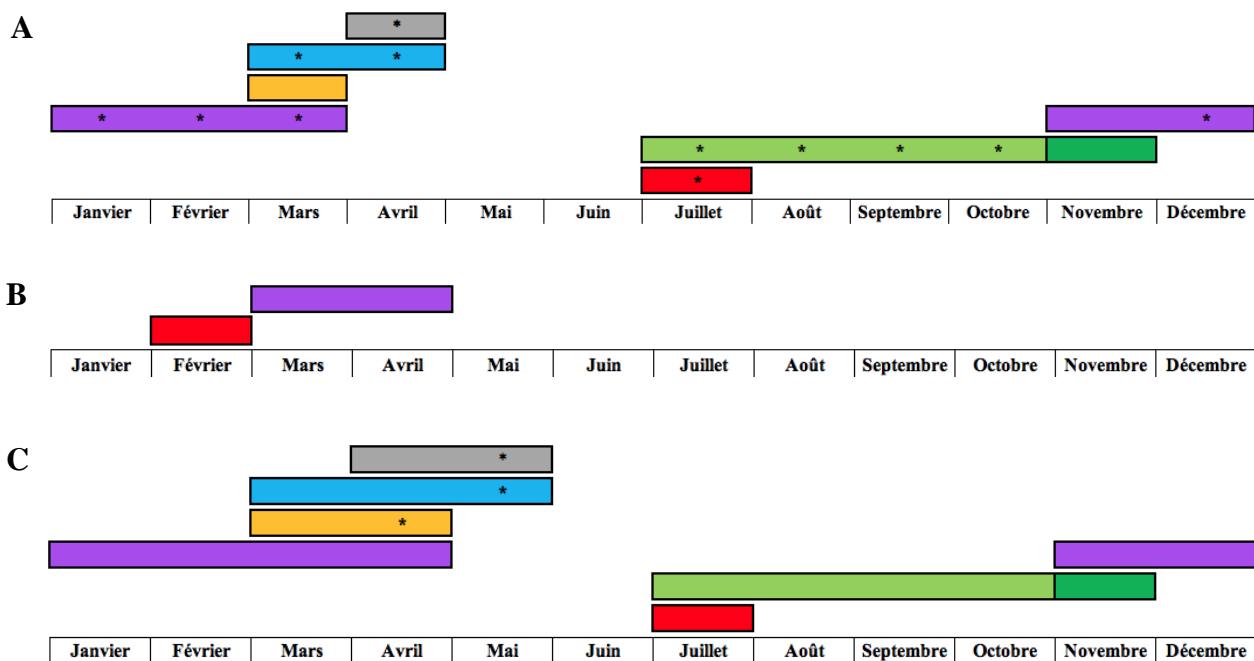 A
*
* *
* * * *
* * * *
*
Janvier Février Mars Avril Mai Juin Juillet Août Septembre Octobre Novembre Décembre
B
Janvier Février Mars Avril Mai Juin Juillet Août Septembre Octobre Novembre Décembre
C
*
*
*
Janvier Février Mars Avril Mai Juin Juillet Août Septembre Octobre Novembre Décembre